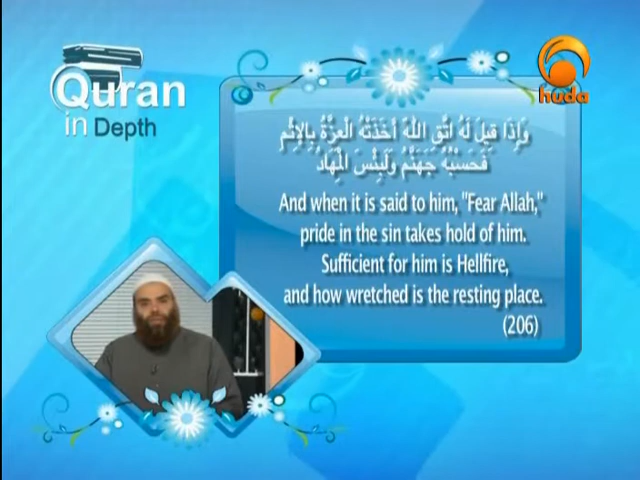 Quran
in Depth
huda
وَإِذَا قِيلَ لَهُ اتَّقِ اللَّهَ أَخَذَتْهُ الْعِزَّةُ بِالْإِثْمِ
فَحَسْبُهُ جَهَنَّمُ وَلَبِئْسَ الْمِهَادُ
And when it is said to him, "Fear Allah,"
pride in the sin takes hold of him.
Sufficient for him is Hellfire,
and how wretched is the resting place.
(206)